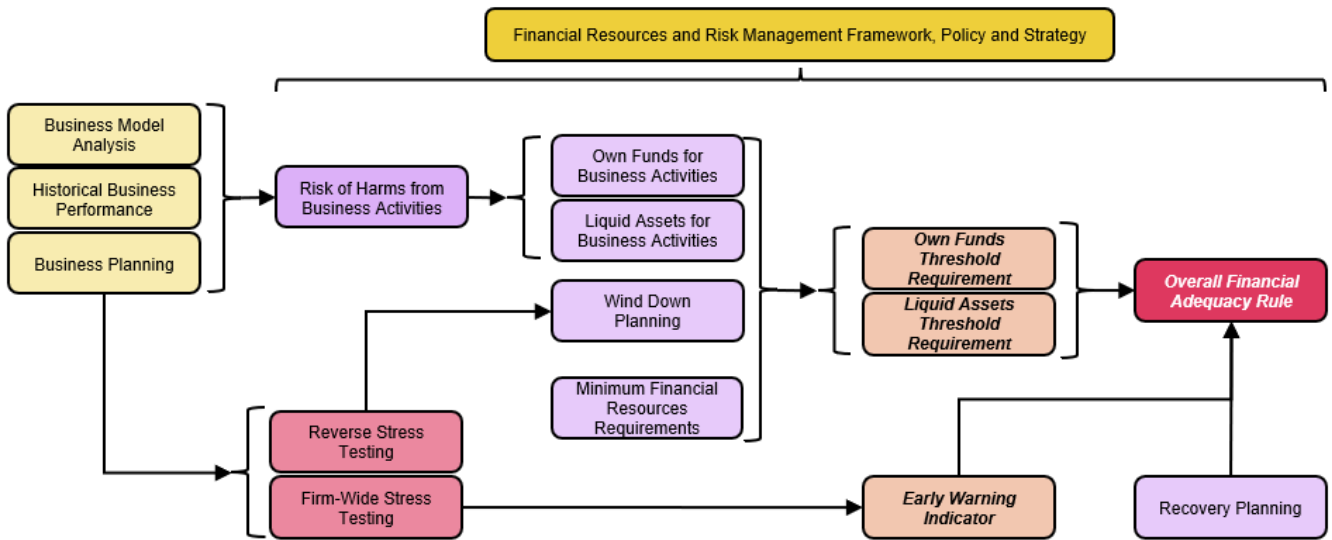 Financial Resources and Risk Management Framework, Policy and Strategy
Business Model
Analysis
Historical Business
Performance
Business Planning
Risk of Harms from
Business Activities
Own Funds for
Business Activities
Liquid Assets for
Business Activities
Wind Down
Planning
Minimum Financial
Resources
Requirements
Own Funds
Threshold
Requirement
Liquid Assets
Threshold
Requirement
Overall Financial
Adequacy Rule
Reverse Stress
Testing
Firm-Wide Stress
Testing
Early Warning
Indicator
Recovery Planning